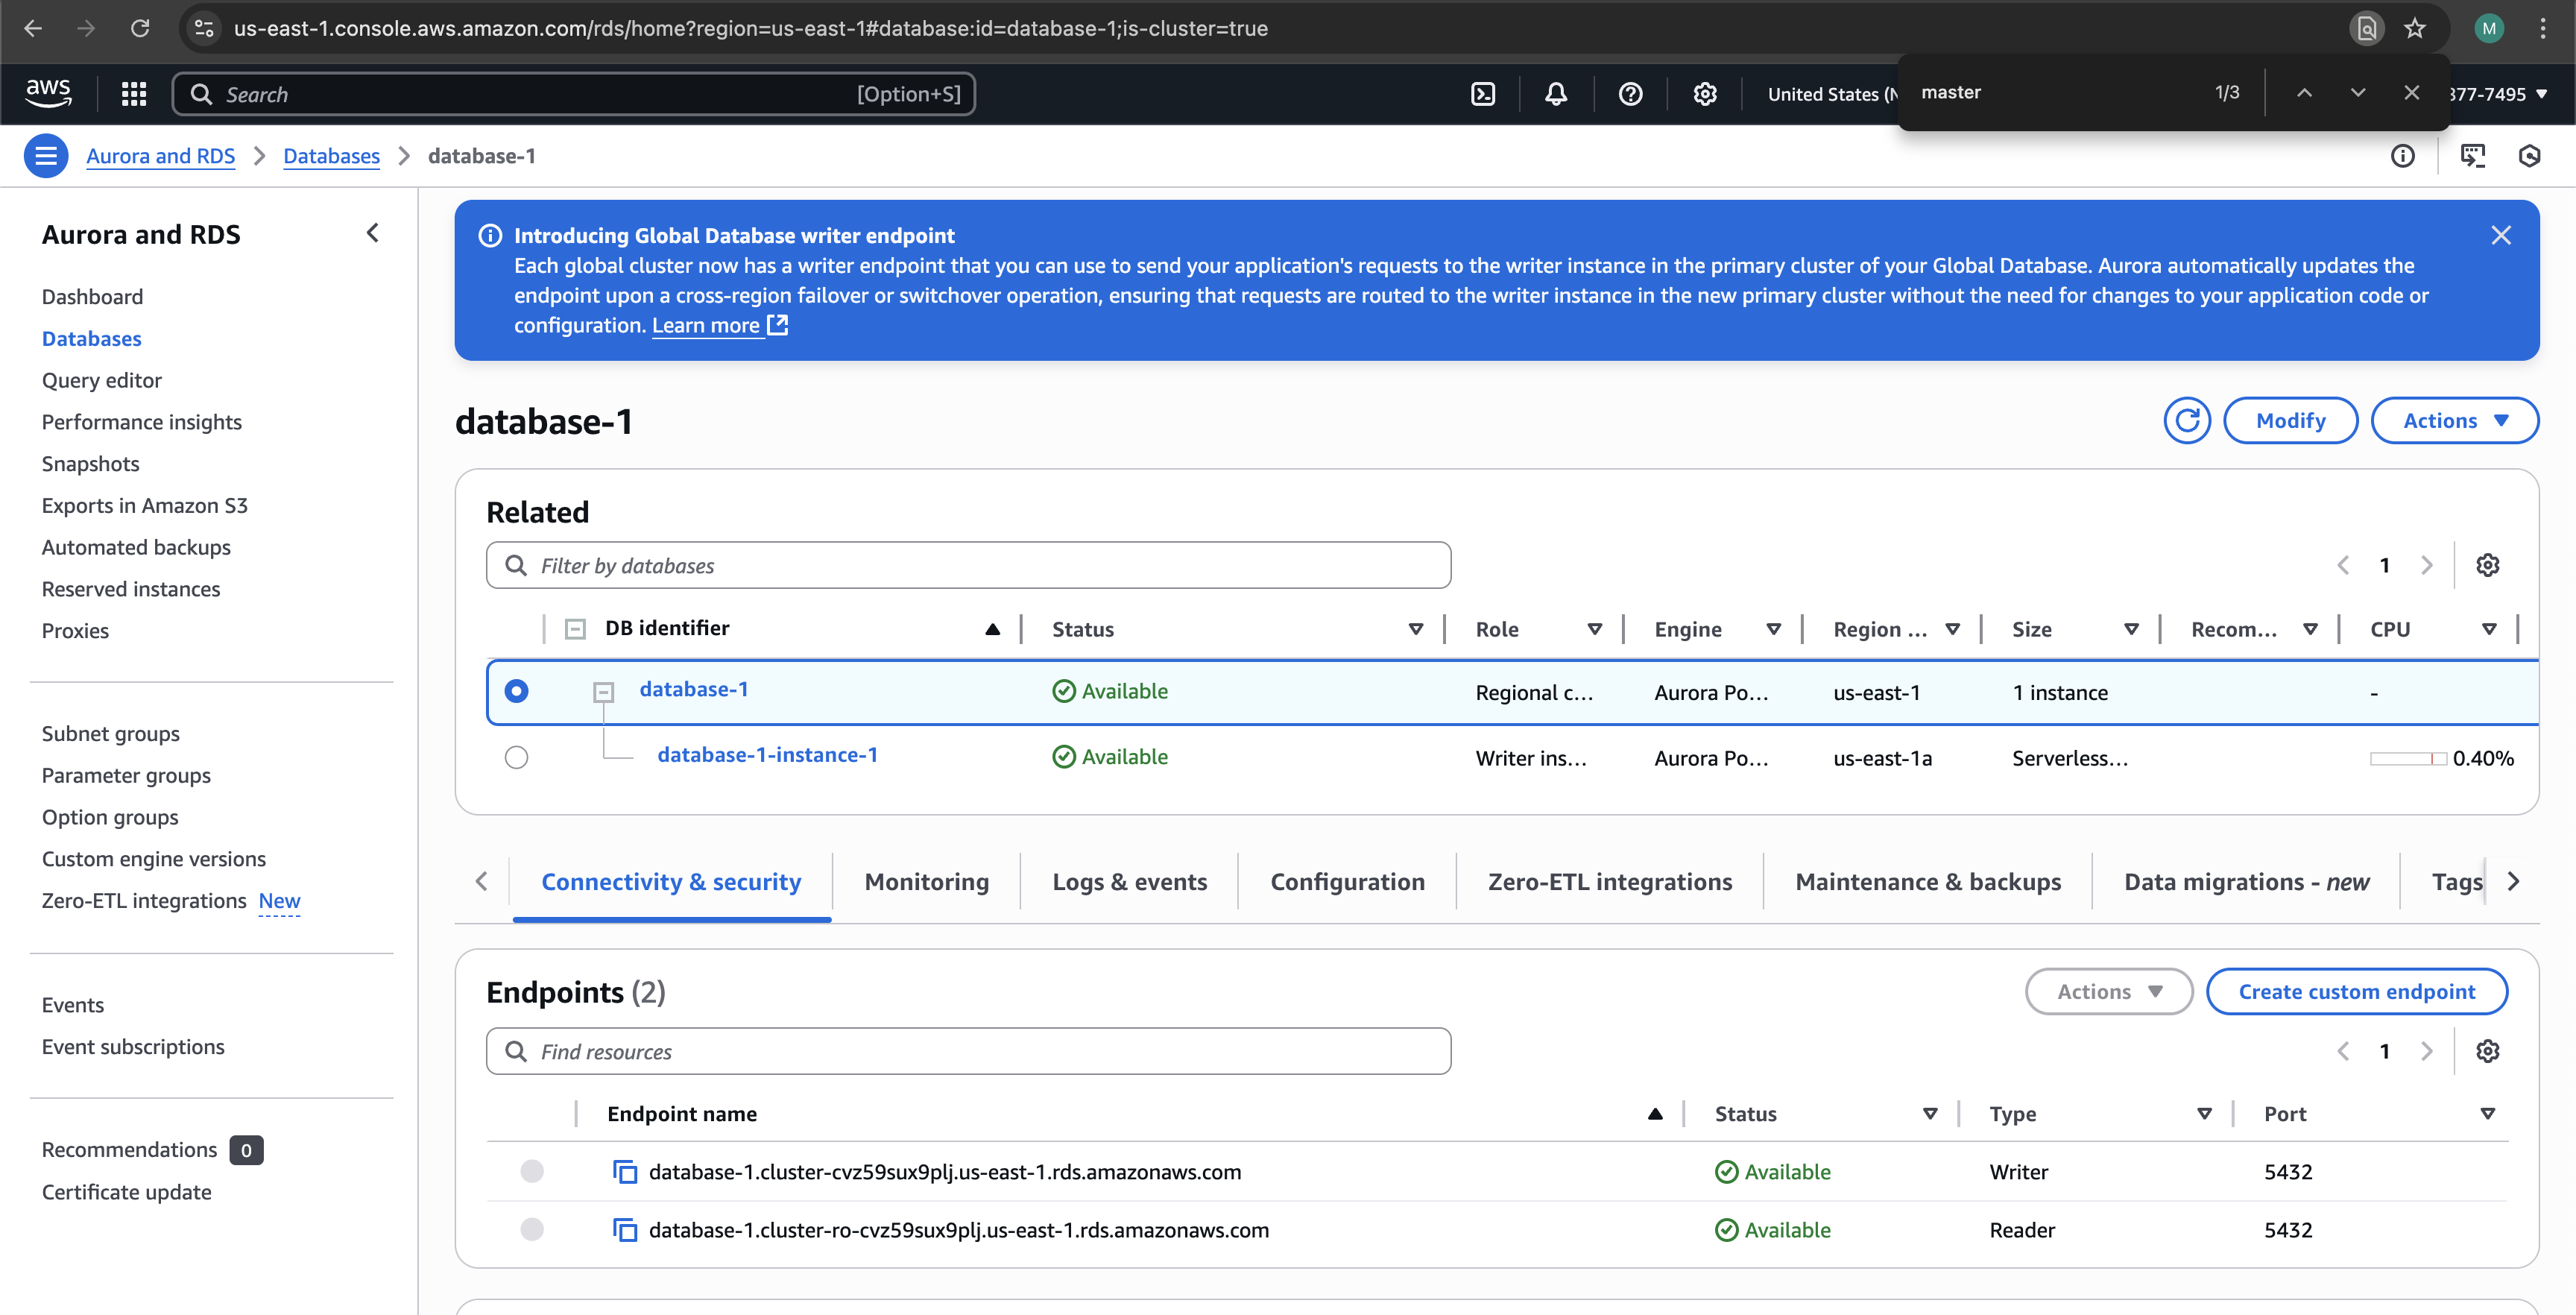 us-east-1.console.aws.amazon.com/rds/home?region=us-east-1#database:id=database-1;is-cluster=true
M
aws
Search
[Option+S]
United States (N
master
1/3
377-7495
Aurora and RDS
Databases
database-1
Aurora and RDS
Dashboard
Databases
Query editor
Performance insights
Snapshots
Exports in Amazon S3
Automated backups
Reserved instances
Proxies
Subnet groups
Parameter groups
Option groups
Custom engine versions
Zero-ETL integrations New
Events
Event subscriptions
Recommendations 0
Certificate update
Introducing Global Database writer endpoint
Each global cluster now has a writer endpoint that you can use to send your application's requests to the writer instance in the primary cluster of your Global Database. Aurora automatically updates the
endpoint upon a cross-region failover or switchover operation, ensuring that requests are routed to the writer instance in the new primary cluster without the need for changes to your application code or
configuration. Learn more
database-1
Modify
Actions
Related
Filter by databases
1
DB identifier Status Role Engine Region ... Size Recom... CPU
database-1 Available Regional c... Aurora Po... us-east-1 1 instance -
database-1-instance-1 Available Writer ins... Aurora Po... us-east-1a Serverless... 0.40%
Connectivity & security Monitoring Logs & events Configuration Zero-ETL integrations Maintenance & backups Data migrations - new Tags
Endpoints (2)
Actions
Create custom endpoint
Find resources
1
Endpoint name Status Type Port
database-1.cluster-cvz59sux9plj.us-east-1.rds.amazonaws.com Available Writer 5432
database-1.cluster-ro-cvz59sux9plj.us-east-1.rds.amazonaws.com Available Reader 5432